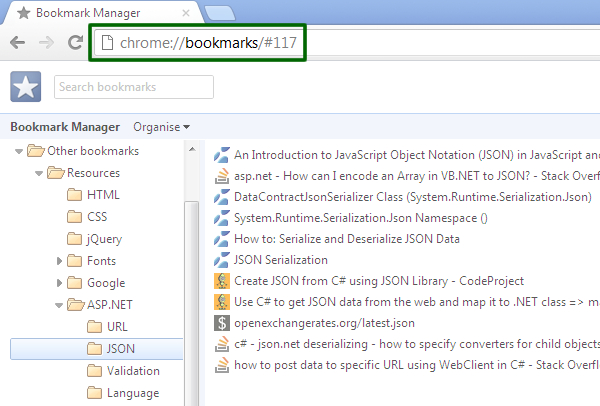 Bookmark Manager
chrome://bookmarks/#117
Search bookmarks
Bookmark Manager Organise
Other bookmarks
Resources
HTML
CSS
jQuery
Fonts
Google
ASP.NET
URL
JSON
Validation
Language
An Introduction to JavaScript Object Notation (JSON) in JavaScript and
asp.net - How can I encode an Array in VB.NET to JSON? - Stack Overfl
DataContractJsonSerializer Class (System.Runtime.Serialization.Json)
System.Runtime.Serialization.Json Namespace ()
How to: Serialize and Deserialize JSON Data
JSON Serialization
Create JSON from C# using JSON Library - CodeProject
Use C# to get JSON data from the web and map it to .NET class => m
openexchangerates.org/latest.json
c# - json.net deserializing - how to specify converters for child objects
how to post data to specific URL using WebClient in C# - Stack Overfl